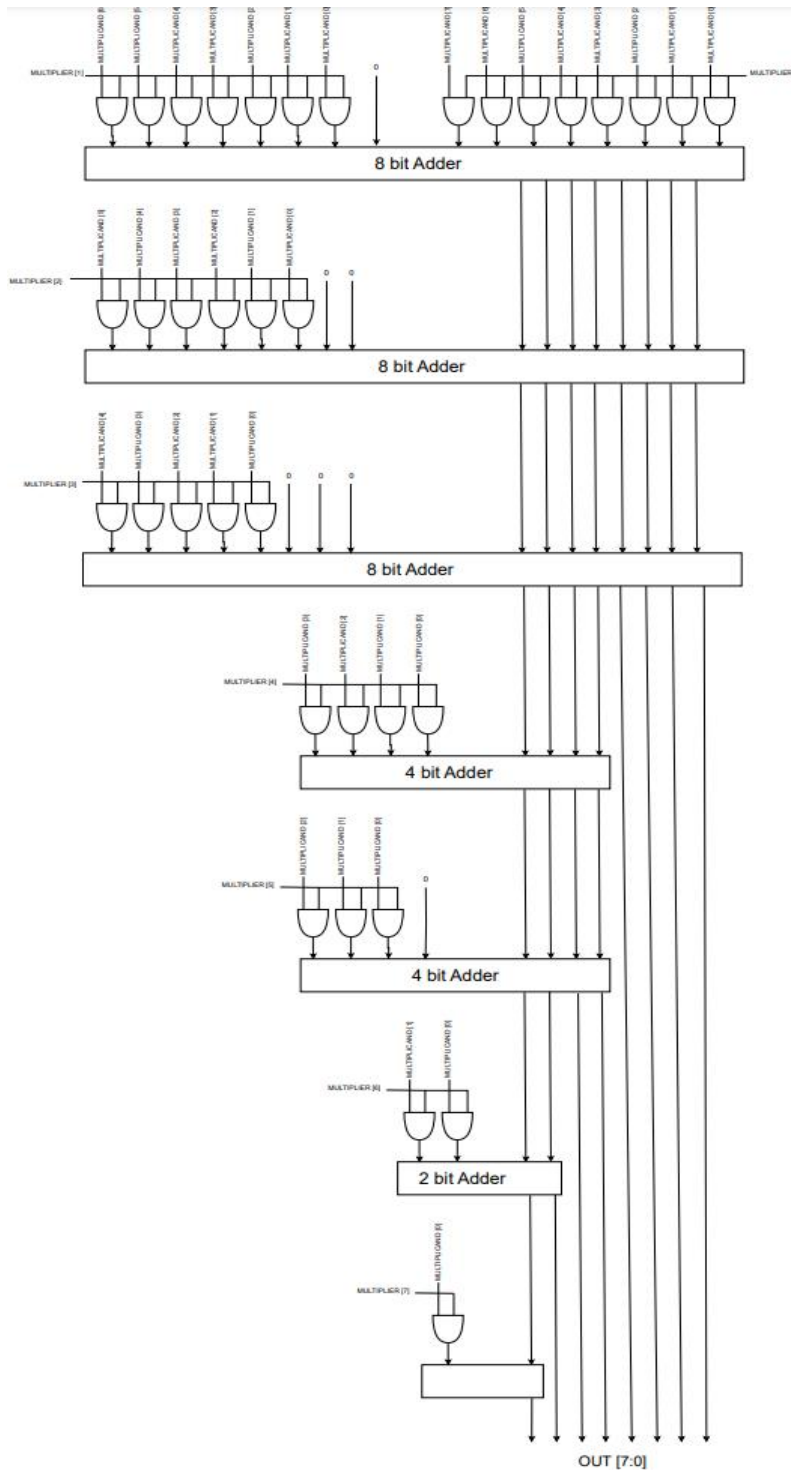 MULTIPLICAND [6]
MULTIPLICAND [5]
MULTIPLICAND [4]
MULTIPLICAND [3]
MULTIPLICAND [2]
MULTIPLICAND [1]
MULTIPLICAND [0]
0
MULTIPLICAND [7]
MULTIPLICAND [6]
MULTIPLICAND [5]
MULTIPLICAND [4]
MULTIPLICAND [3]
MULTIPLICAND [2]
MULTIPLICAND [1]
MULTIPLICAND [0]
MULTIPLIER [1]
MULTIPLIER
8 bit Adder
MULTIPLICAND [5]
MULTIPLICAND [4]
MULTIPLICAND [3]
MULTIPLICAND [2]
MULTIPLICAND [1]
MULTIPLICAND [0]
0
0
MULTIPLIER [2]
8 bit Adder
MULTIPLICAND [4]
MULTIPLICAND [3]
MULTIPLICAND [2]
MULTIPLICAND [1]
MULTIPLICAND [0]
0
0
0
MULTIPLIER [3]
8 bit Adder
MULTIPLICAND [3]
MULTIPLICAND [2]
MULTIPLICAND [1]
MULTIPLICAND [0]
MULTIPLIER [4]
4 bit Adder
MULTIPLICAND [2]
MULTIPLICAND [1]
MULTIPLICAND [0]
0
MULTIPLIER [5]
4 bit Adder
MULTIPLICAND [1]
MULTIPLICAND [0]
MULTIPLIER [6]
2 bit Adder
MULTIPLICAND [0]
MULTIPLIER [7]
OUT [7:0]